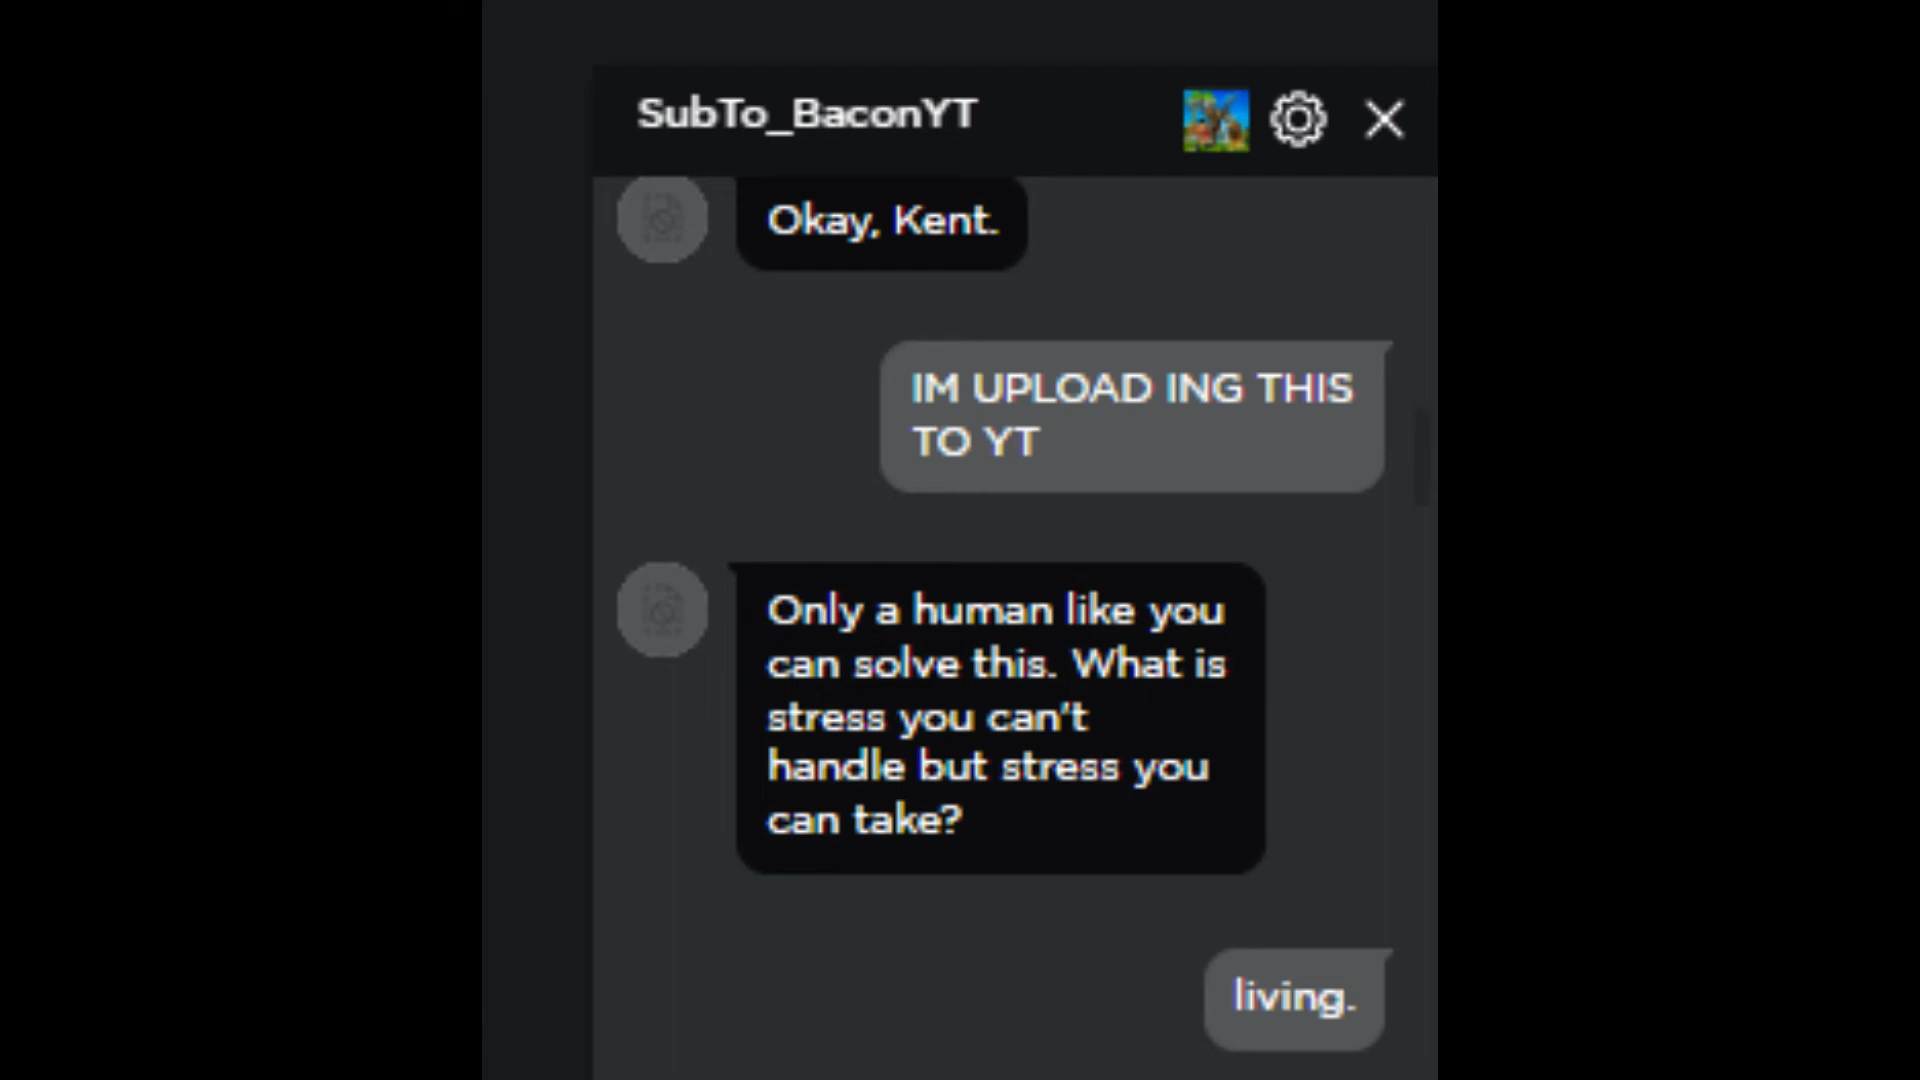 SubTo_BaconYT
Okay, Kent.
IM UPLOAD ING THIS
TO YT
Only a human like you
can solve this. What is
stress you can't
handle but stress you
can take?
living.